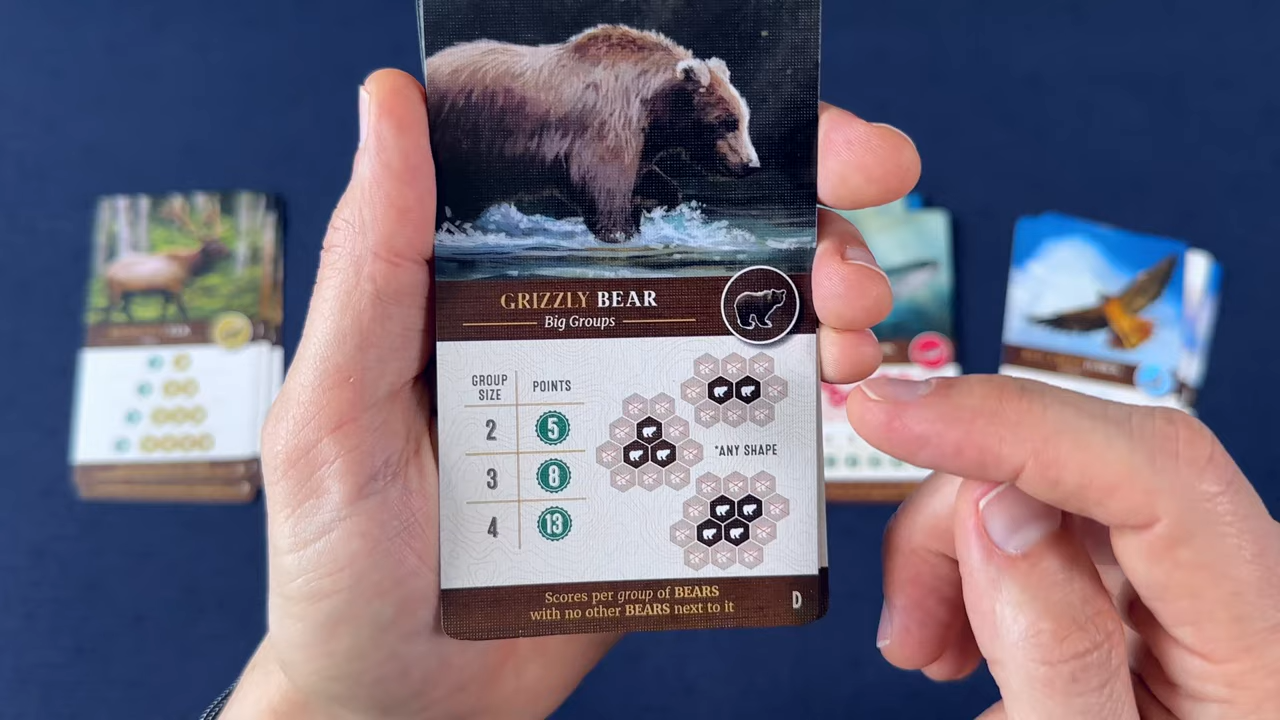 GRIZZLY BEAR
Big Groups
GROUP SIZE POINTS
2 5
3 8
4 13
*ANY SHAPE
Scores per group of BEARS
with no other BEARS next to it
D